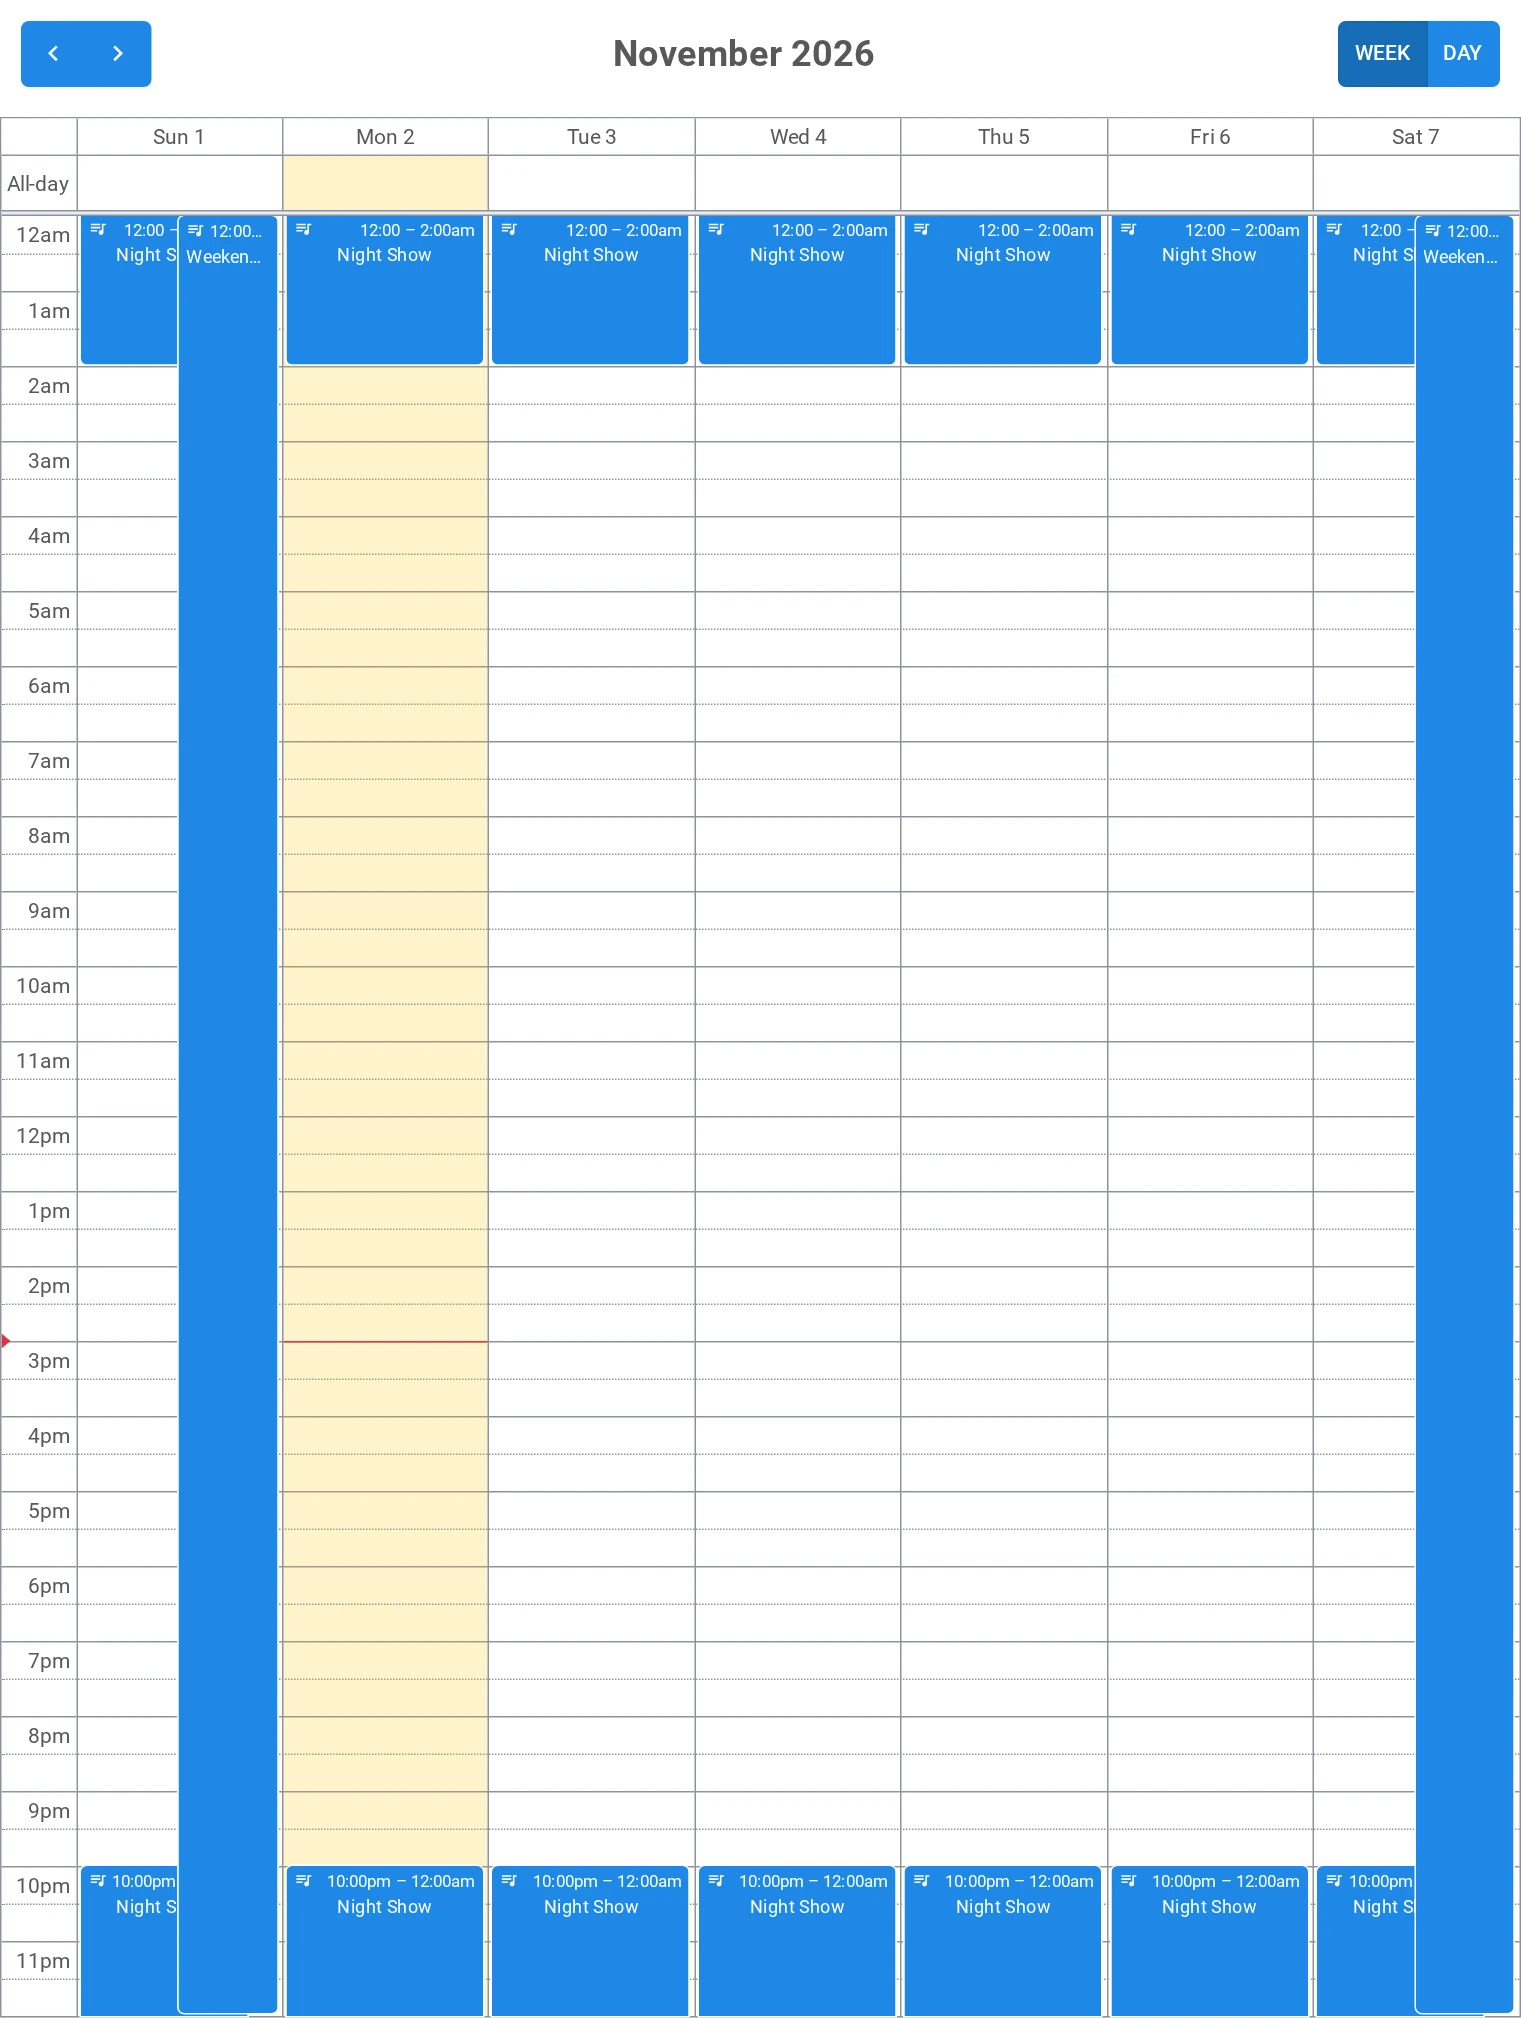 November 2026
WEEK
DAY
Sun 1
Mon 2
Tue 3
Wed 4
Thu 5
Fri 6
Sat 7
All-day
12am
1am
2am
3am
4am
5am
6am
7am
8am
9am
10am
11am
12pm
1pm
2pm
3pm
4pm
5pm
6pm
7pm
8pm
9pm
10pm
11pm
12:00 –
Night S
12:00...
Weeken...
10:00pm
Night S
12:00 – 2:00am
Night Show
10:00pm – 12:00am
Night Show
12:00 – 2:00am
Night Show
10:00pm – 12:00am
Night Show
12:00 – 2:00am
Night Show
10:00pm – 12:00am
Night Show
12:00 – 2:00am
Night Show
10:00pm – 12:00am
Night Show
12:00 – 2:00am
Night Show
10:00pm – 12:00am
Night Show
12:00 –
Night S
12:00...
Weeken...
10:00pm
Night S